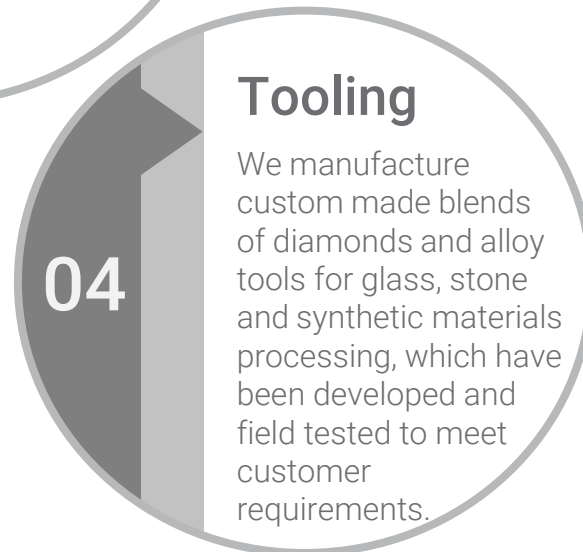 04
Tooling
We manufacture
custom made blends
of diamonds and alloy
tools for glass, stone
and synthetic materials
processing, which have
been developed and
field tested to meet
customer
requirements.